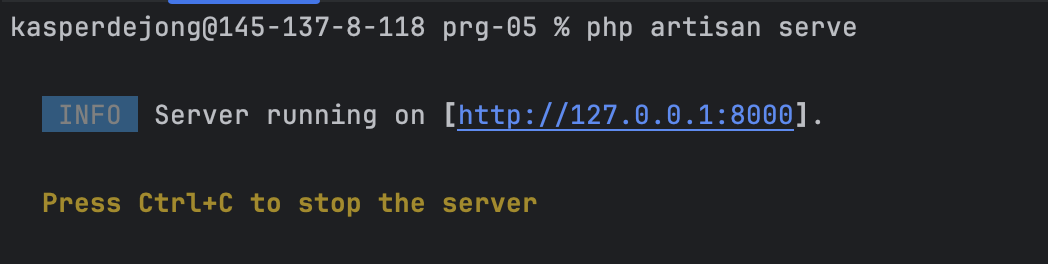 kasperdejong@145-137-8-118 prg-05 % php artisan serve
INFO Server running on [http://127.0.0.1:8000].
Press Ctrl+C to stop the server